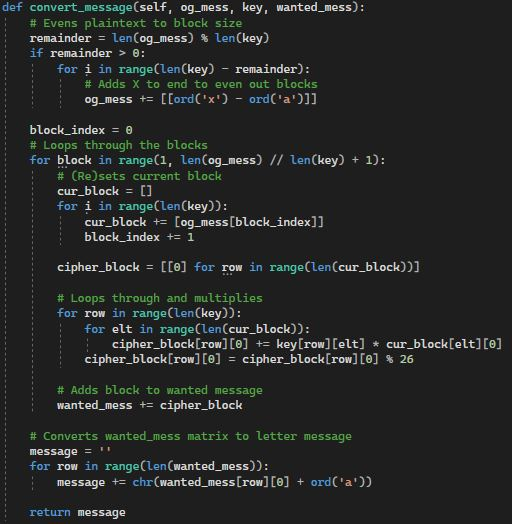 def convert_message(self, og_mess, key, wanted_mess):
    # Evens plaintext to block size
    remainder = len(og_mess) % len(key)
    if remainder > 0:
        for i in range(len(key) - remainder):
            # Adds X to end to even out blocks
            og_mess += [[ord('x') - ord('a')]]

    block_index = 0
    # Loops through the blocks
    for block in range(1, len(og_mess) // len(key) + 1):
        # (Re)sets current block
        cur_block = []
        for i in range(len(key)):
            cur_block += [og_mess[block_index]]
            block_index += 1

        cipher_block = [[0] for row in range(len(cur_block))]

        # Loops through and multiplies
        for row in range(len(key)):
            for elt in range(len(cur_block)):
                cipher_block[row][0] += key[row][elt] * cur_block[elt][0]
            cipher_block[row][0] = cipher_block[row][0] % 26

        # Adds block to wanted message
        wanted_mess += cipher_block

    # Converts wanted_mess matrix to letter message
    message = ''
    for row in range(len(wanted_mess)):
        message += chr(wanted_mess[row][0] + ord('a'))

    return message